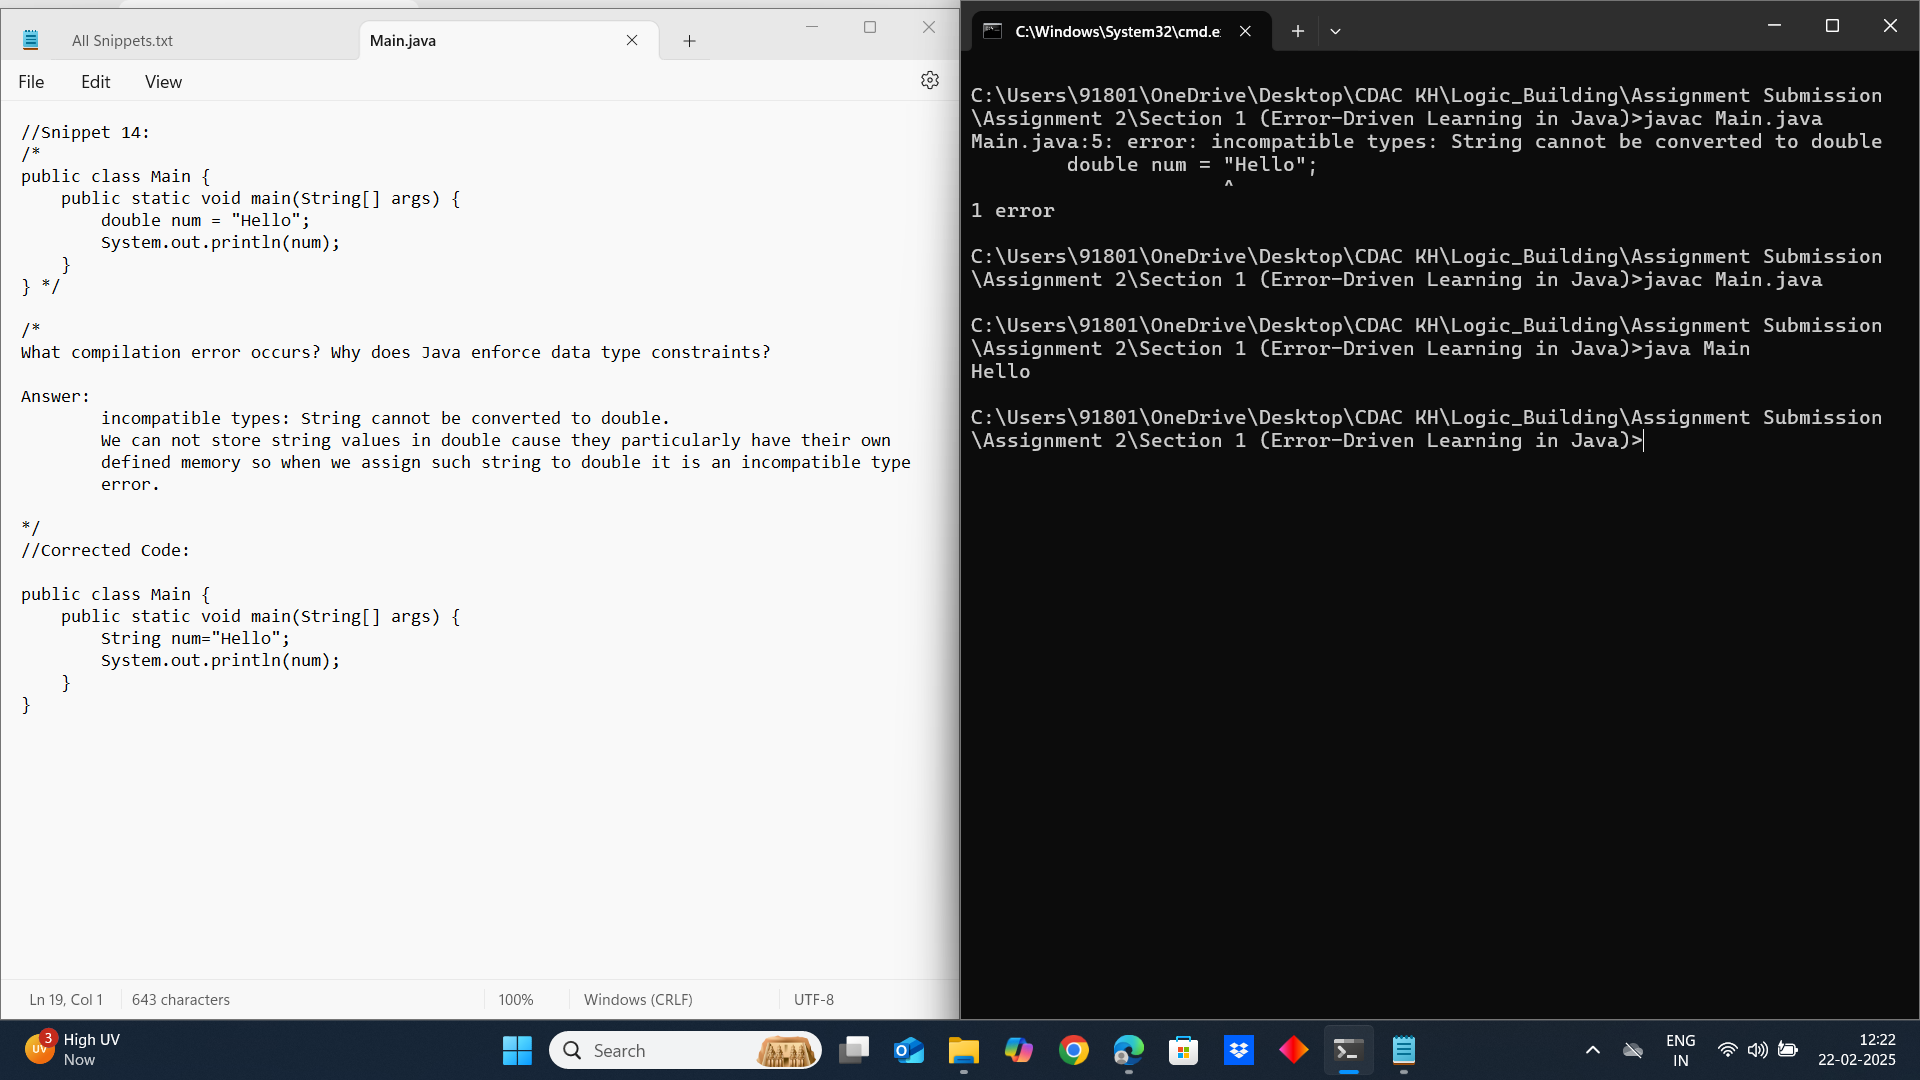 All Snippets.txt
Main.java
File
Edit
View
//Snippet 14:
/*
public class Main {
    public static void main(String[] args) {
        double num = "Hello";
        System.out.println(num);
    }
} */
/*
What compilation error occurs? Why does Java enforce data type constraints?
Answer:
        incompatible types: String cannot be converted to double.
        We can not store string values in double cause they particularly have their own
        defined memory so when we assign such string to double it is an incompatible type
        error.
*/
//Corrected Code:
public class Main {
    public static void main(String[] args) {
        String num="Hello";
        System.out.println(num);
    }
}
Ln 19, Col 1
643 characters
100%
Windows (CRLF)
UTF-8
C:\Windows\System32\cmd.e
C:\Users\91801\OneDrive\Desktop\CDAC KH\Logic_Building\Assignment Submission
\Assignment 2\Section 1 (Error-Driven Learning in Java)>javac Main.java
Main.java:5: error: incompatible types: String cannot be converted to double
        double num = "Hello";
                     ^
1 error
C:\Users\91801\OneDrive\Desktop\CDAC KH\Logic_Building\Assignment Submission
\Assignment 2\Section 1 (Error-Driven Learning in Java)>javac Main.java
C:\Users\91801\OneDrive\Desktop\CDAC KH\Logic_Building\Assignment Submission
\Assignment 2\Section 1 (Error-Driven Learning in Java)>java Main
Hello
C:\Users\91801\OneDrive\Desktop\CDAC KH\Logic_Building\Assignment Submission
\Assignment 2\Section 1 (Error-Driven Learning in Java)>
3
UV
High UV
Now
Search
ENG
IN
12:22
22-02-2025